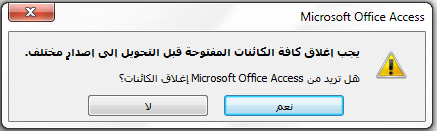 Microsoft Office Access
يجب إغلاق كافة الكائنات المفتوحة قبل التحويل إلى إصدارٍ مختلف.
هل تريد من Microsoft Office Access إغلاق الكائنات؟
نعم
لا